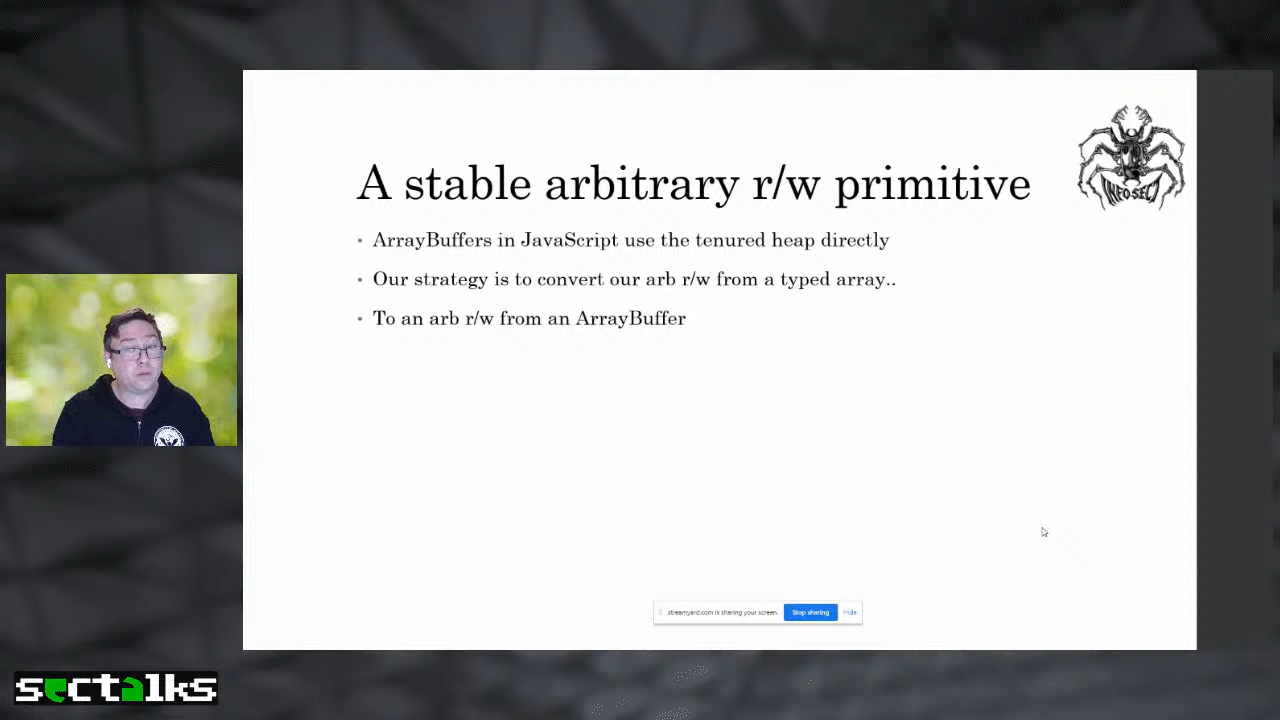 A stable arbitrary r/w primitive
INFOSECT
• ArrayBuffers in JavaScript use the tenured heap directly
• Our strategy is to convert our arb r/w from a typed array..
• To an arb r/w from an ArrayBuffer
streamyard.com is sharing your screen. Stop sharing Hide
sectalks